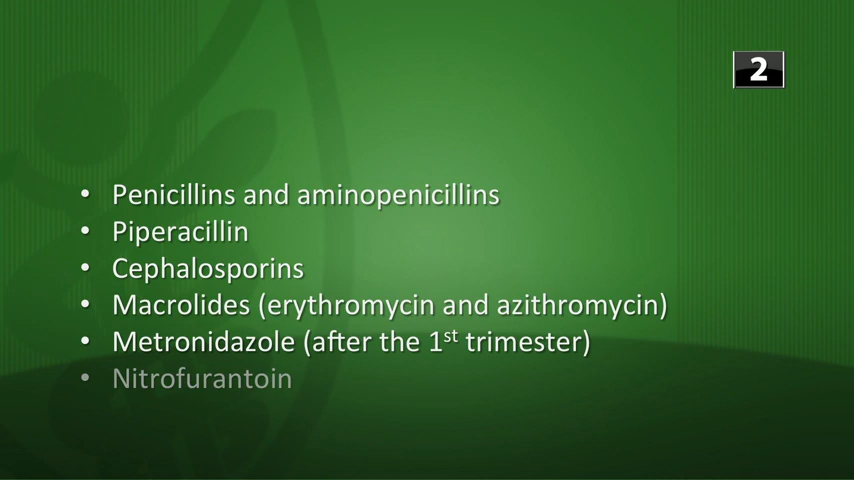 2
• Penicillins and aminopenicillins
• Piperacillin
• Cephalosporins
• Macrolides (erythromycin and azithromycin)
• Metronidazole (after the 1st trimester)
• Nitrofurantoin